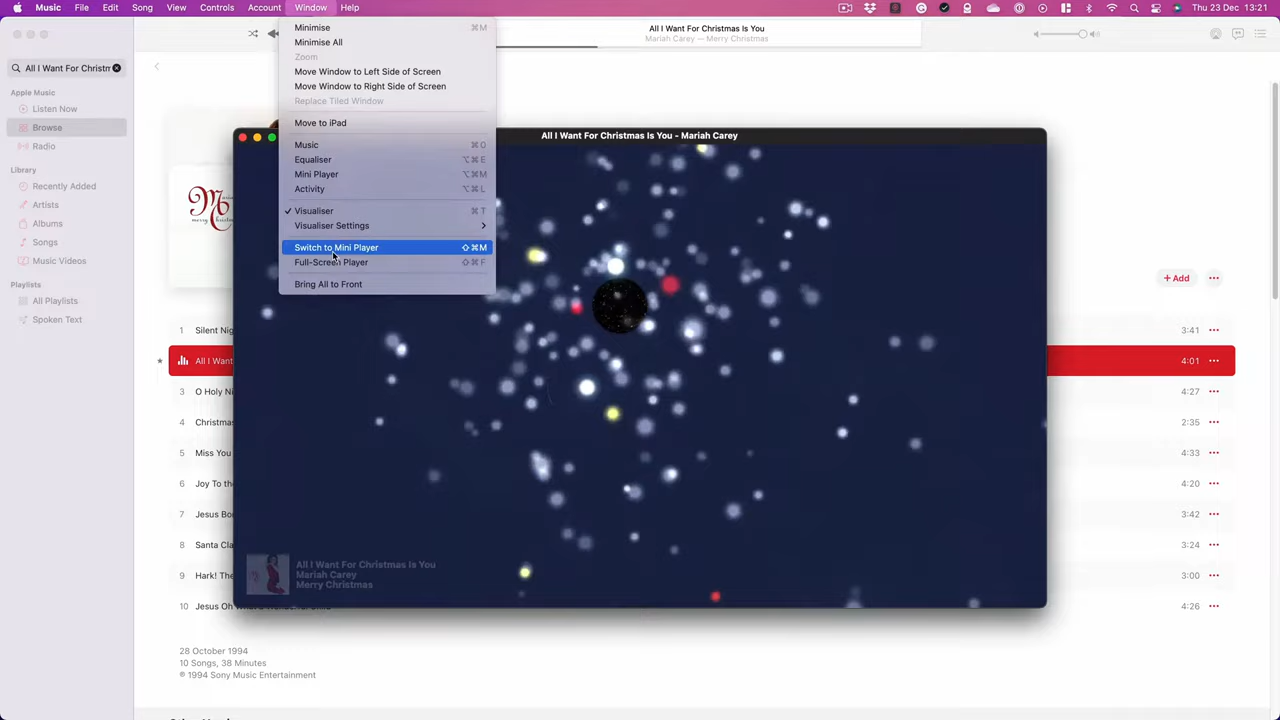 Music File Edit Song View Controls Account Window Help
Thu 23 Dec 13:21
All I Want For Christmas Is You
Mariah Carey — Merry Christmas
Minimise ⌘M
Minimise All
Zoom
Move Window to Left Side of Screen
Move Window to Right Side of Screen
Replace Tiled Window
Move to iPad
Music ⌘0
Equaliser ⌥⌘E
Mini Player ⌥⌘M
Activity ⌥⌘L
✓ Visualiser ⌘T
Visualiser Settings
Switch to Mini Player ⇧⌘M
Full-Screen Player ⇧⌘F
Bring All to Front
All I Want For Christm
Apple Music
Listen Now
Browse
Radio
Library
Recently Added
Artists
Albums
Songs
Music Videos
Playlists
All Playlists
Spoken Text
All I Want For Christmas Is You - Mariah Carey
All I Want For Christmas Is You
Mariah Carey
Merry Christmas
+ Add
1 Silent Nig 3:41
All I Want 4:01
3 O Holy Ni 4:27
4 Christmas 2:35
5 Miss You 4:33
6 Joy To the 4:20
7 Jesus Bo 3:42
8 Santa Cla 3:24
9 Hark! The 3:00
10 Jesus Oh What a Wonderful Child 4:26
28 October 1994
10 Songs, 38 Minutes
℗ 1994 Sony Music Entertainment